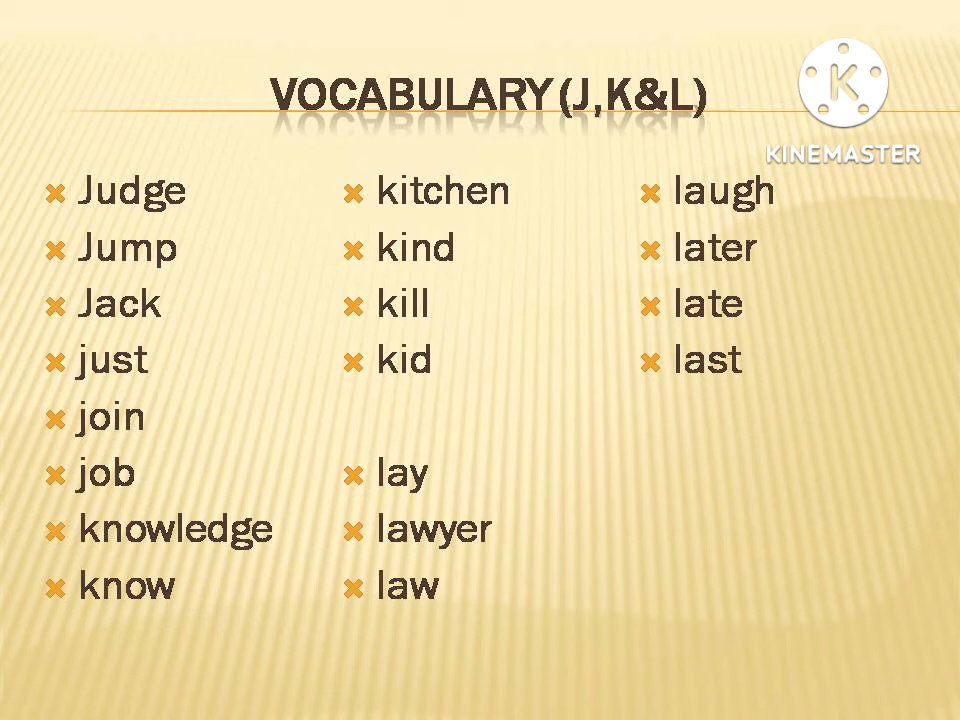 VOCABULARY (J,K&L)
K
KINEMASTER
Judge
Jump
Jack
just
join
job
knowledge
know
kitchen
kind
kill
kid
lay
lawyer
law
laugh
later
late
last